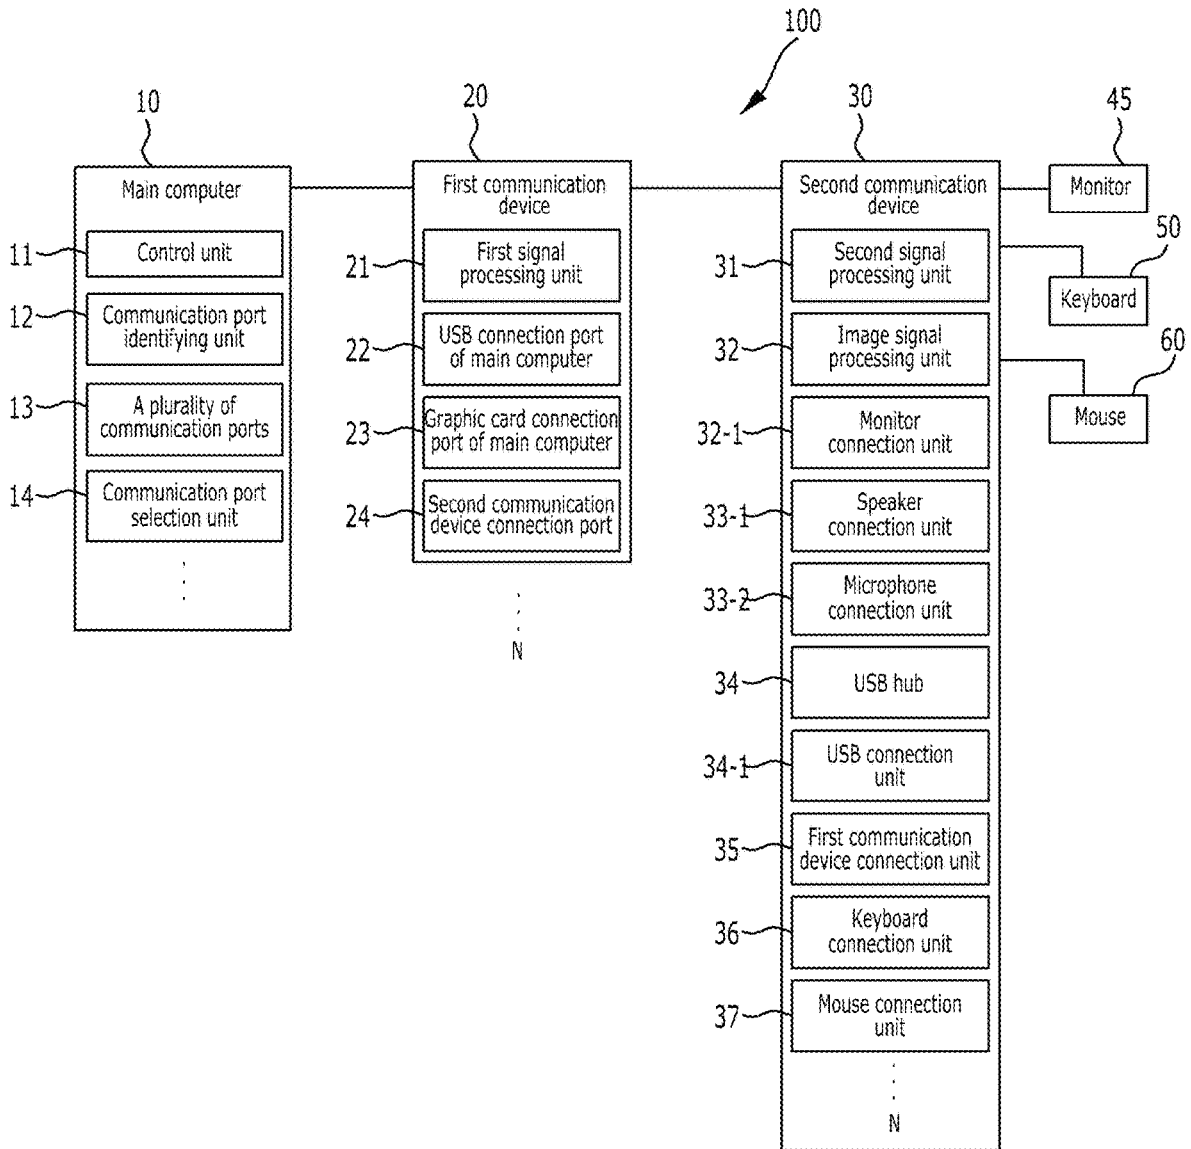 100
10
20
30
45
Main computer
First communication
device
Second communication
device
Monitor
11
Control unit
12
Communication port
identifying unit
13
A plurality of
communication ports
14
Communication port
selection unit
21
First signal
processing unit
22
USB connection port
of main computer
23
Graphic card connection
port of main computer
24
Second communication
device connection port
N
31
Second signal
processing unit
32
Image signal
processing unit
32-1
Monitor
connection unit
33-1
Speaker
connection unit
33-2
Microphone
connection unit
34
USB hub
34-1
USB connection
unit
35
First communication
device connection unit
36
Keyboard
connection unit
37
Mouse connection
unit
N
50
Keyboard
60
Mouse